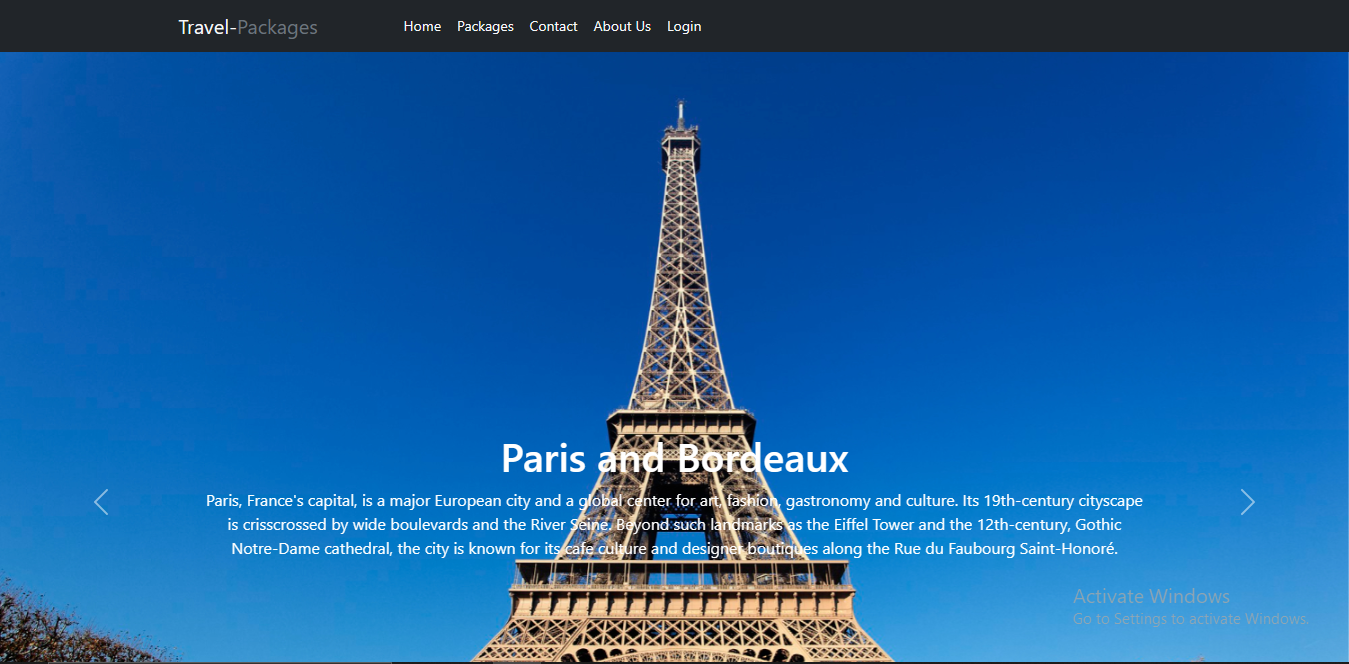 Travel-Packages Home Packages Contact About Us Login
Paris and Bordeaux
Paris, France's capital, is a major European city and a global center for art, fashion, gastronomy and culture. Its 19th-century cityscape
is crisscrossed by wide boulevards and the River Seine. Beyond such landmarks as the Eiffel Tower and the 12th-century, Gothic
Notre-Dame cathedral, the city is known for its cafe culture and designer boutiques along the Rue du Faubourg Saint-Honoré.
Activate Windows
Go to Settings to activate Windows.